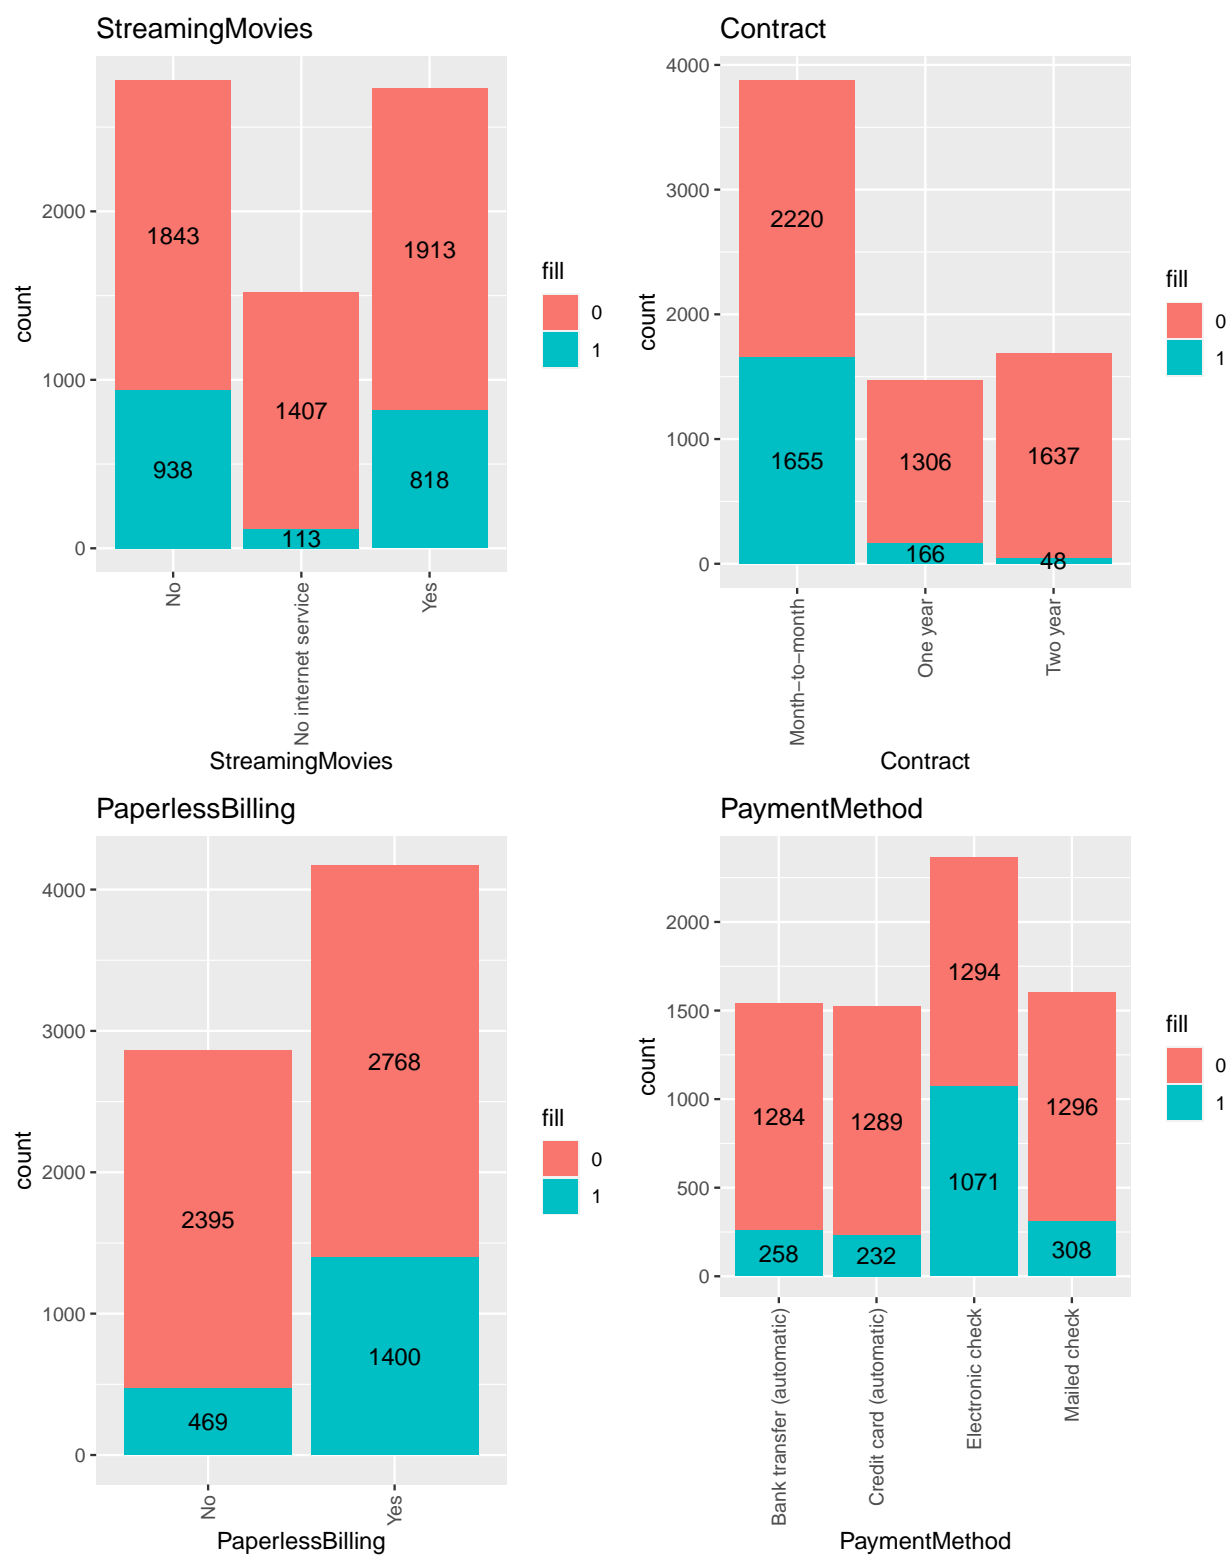 StreamingMovies
count
2000
1000
0
1843
938
1407
113
1913
818
No
No internet service
Yes
StreamingMovies
fill
0
1
Contract
count
4000
3000
2000
1000
0
2220
1655
1306
166
1637
48
Month−to−month
One year
Two year
Contract
fill
0
1
PaperlessBilling
count
4000
3000
2000
1000
0
2395
469
2768
1400
No
Yes
PaperlessBilling
fill
0
1
PaymentMethod
count
2000
1500
1000
500
0
1284
258
1289
232
1294
1071
1296
308
Bank transfer (automatic)
Credit card (automatic)
Electronic check
Mailed check
PaymentMethod
fill
0
1